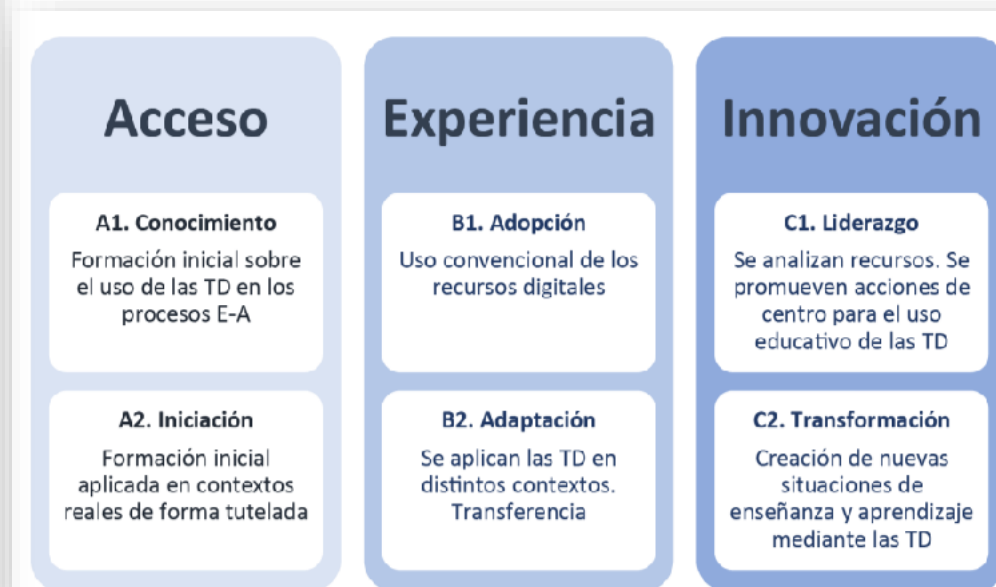 Acceso
A1. Conocimiento
Formación inicial sobre
el uso de las TD en los
procesos E-A
A2. Iniciación
Formación inicial
aplicada en contextos
reales de forma tutelada
Experiencia
B1. Adopción
Uso convencional de los
recursos digitales
B2. Adaptación
Se aplican las TD en
distintos contextos.
Transferencia
Innovación
C1. Liderazgo
Se analizan recursos. Se
promueven acciones de
centro para el uso
educativo de las TD
C2. Transformación
Creación de nuevas
situaciones de
enseñanza y aprendizaje
mediante las TD